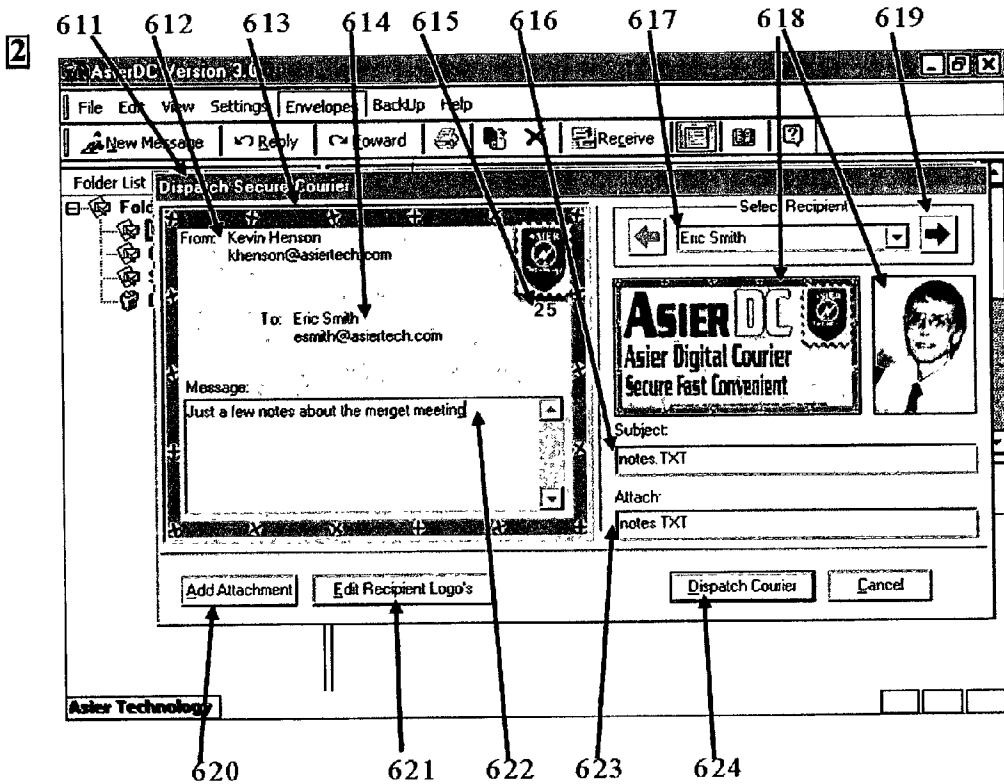 611 612 613 614 615 616 617 618 619
2
AsierDC Version 3.0
File Edit View Settings Envelopes BackUp Help
New Message Reply Foward Receive
Folder List
Dispatch Secure Courier
Fold
From: Kevin Henson
khenson@asiertech.com
ASIER
25
To: Eric Smith
esmith@asiertech.com
Message:
Just a few notes about the merget meeting
Select Recipient
Eric Smith
ASIER DC
Asier Digital Courier
Secure Fast Convenient
Subject:
notes.TXT
Attach:
notes.TXT
Add Attachment Edit Recipient Logo's Dispatch Courier Cancel
Asier Technology
620 621 622 623 624